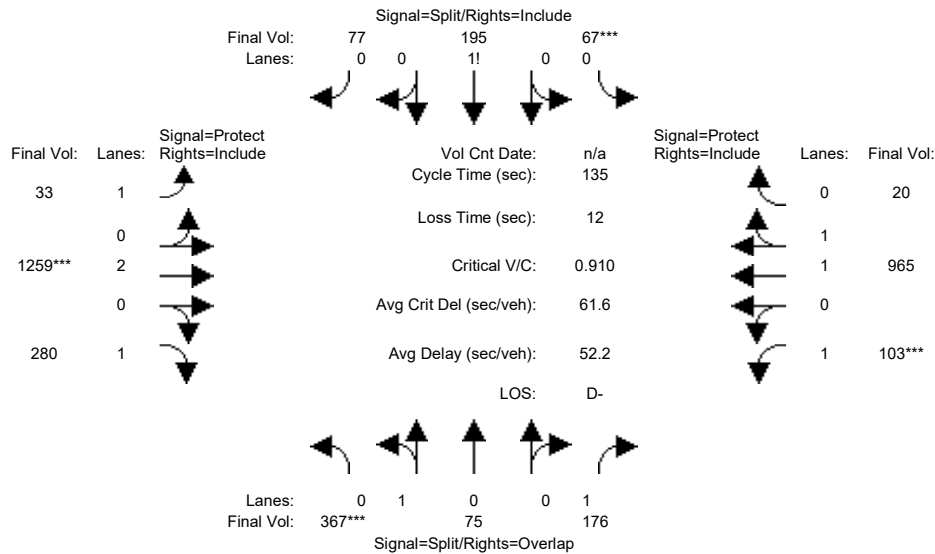 Signal=Split/Rights=Include
Final Vol: 77 195 67***
Lanes: 0 0 1! 0 0
Signal=Protect Signal=Protect
Final Vol: Lanes: Rights=Include Vol Cnt Date: n/a Rights=Include Lanes: Final Vol:
Cycle Time (sec): 135
33 1 0 20
Loss Time (sec): 12
0 1
1259*** 2 Critical V/C: 0.910 1 965
0 Avg Crit Del (sec/veh): 61.6 0
280 1 Avg Delay (sec/veh): 52.2 1 103***
LOS: D-
Lanes: 0 1 0 0 1
Final Vol: 367*** 75 176
Signal=Split/Rights=Overlap